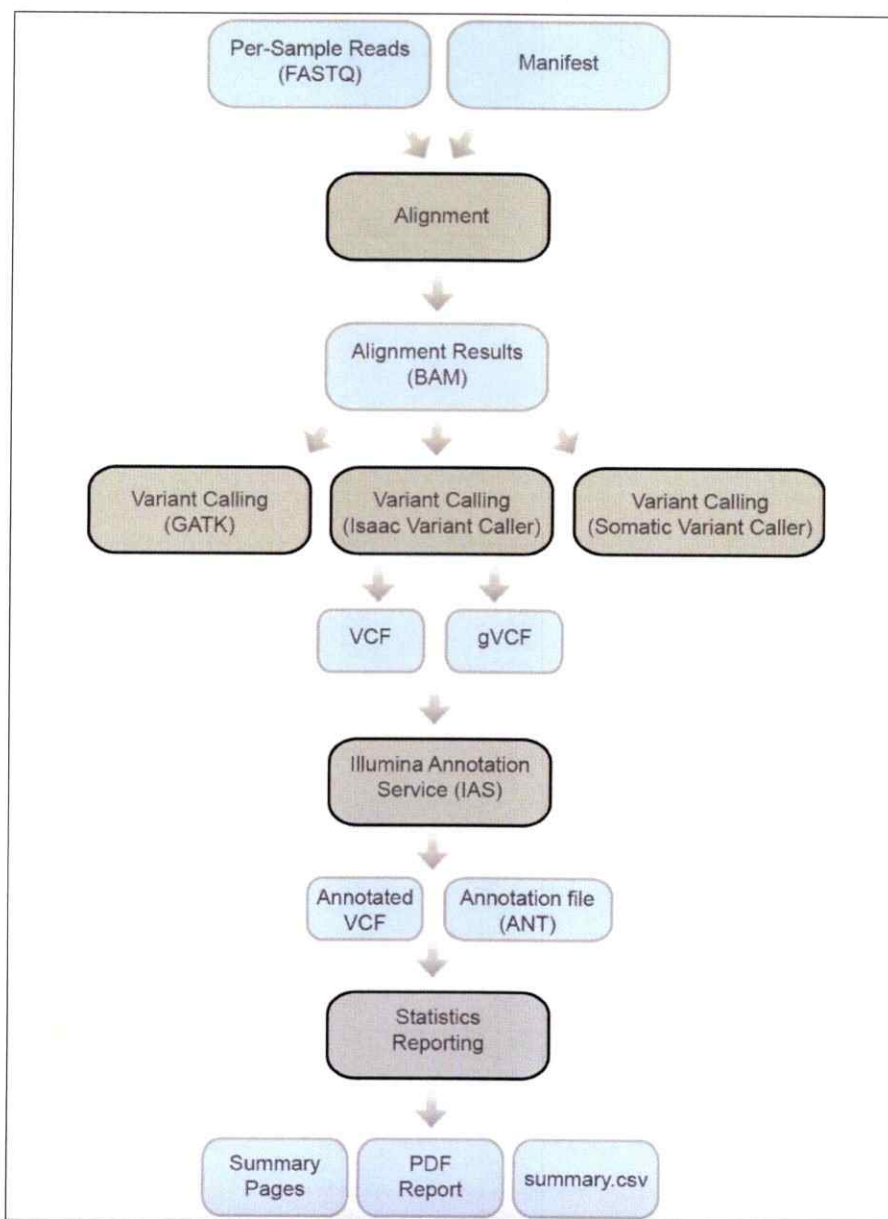 Per-Sample Reads
(FASTQ)
Manifest
Alignment
Alignment Results
(BAM)
Variant Calling
(GATK)
Variant Calling
(Isaac Variant Caller)
Variant Calling
(Somatic Variant Caller)
VCF
gVCF
Illumina Annotation
Service (IAS)
Annotated
VCF
Annotation file
(ANT)
Statistics
Reporting
Summary
Pages
PDF
Report
summary.csv